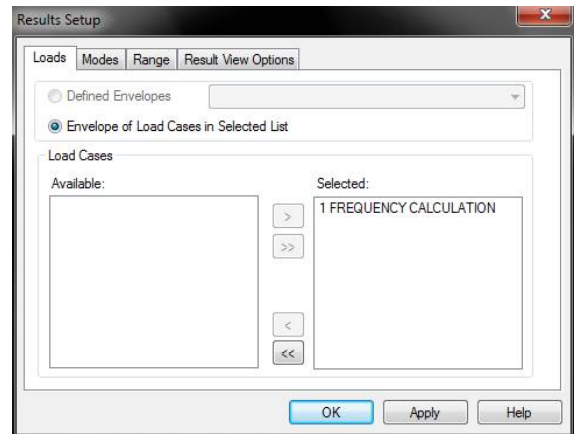 Results Setup
x
Loads Modes Range Result View Options
Defined Envelopes
Envelope of Load Cases in Selected List
Load Cases
Available:
Selected:
1 FREQUENCY CALCULATION
>
>>
<
<<
OK Apply Help